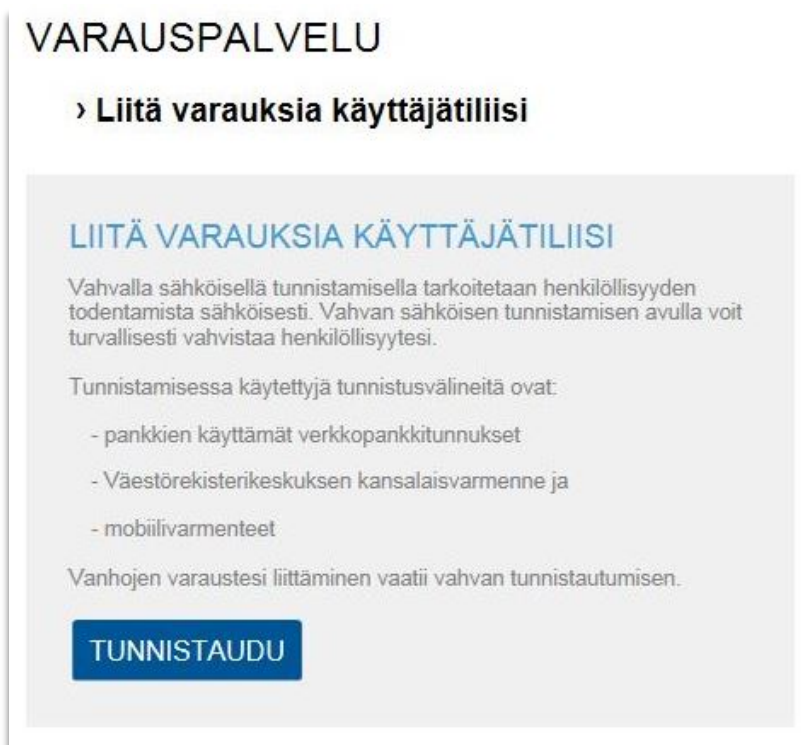 VARAUSPALVELU
› Liitä varauksia käyttäjätiliisi
LIITÄ VARAUKSIA KÄYTTÄJÄTILIISI
Vahvalla sähköisellä tunnistamisella tarkoitetaan henkilöllisyyden
todentamista sähköisesti. Vahvan sähköisen tunnistamisen avulla voit
turvallisesti vahvistaa henkilöllisyytesi.
Tunnistamisessa käytettyjä tunnistusvälineitä ovat:
- pankkien käyttämät verkkopankkitunnukset
- Väestörekisterikeskuksen kansalaisvarmenne ja
- mobiilivarmenteet
Vanhojen varaustesi liittäminen vaatii vahvan tunnistautumisen.
TUNNISTAUDU